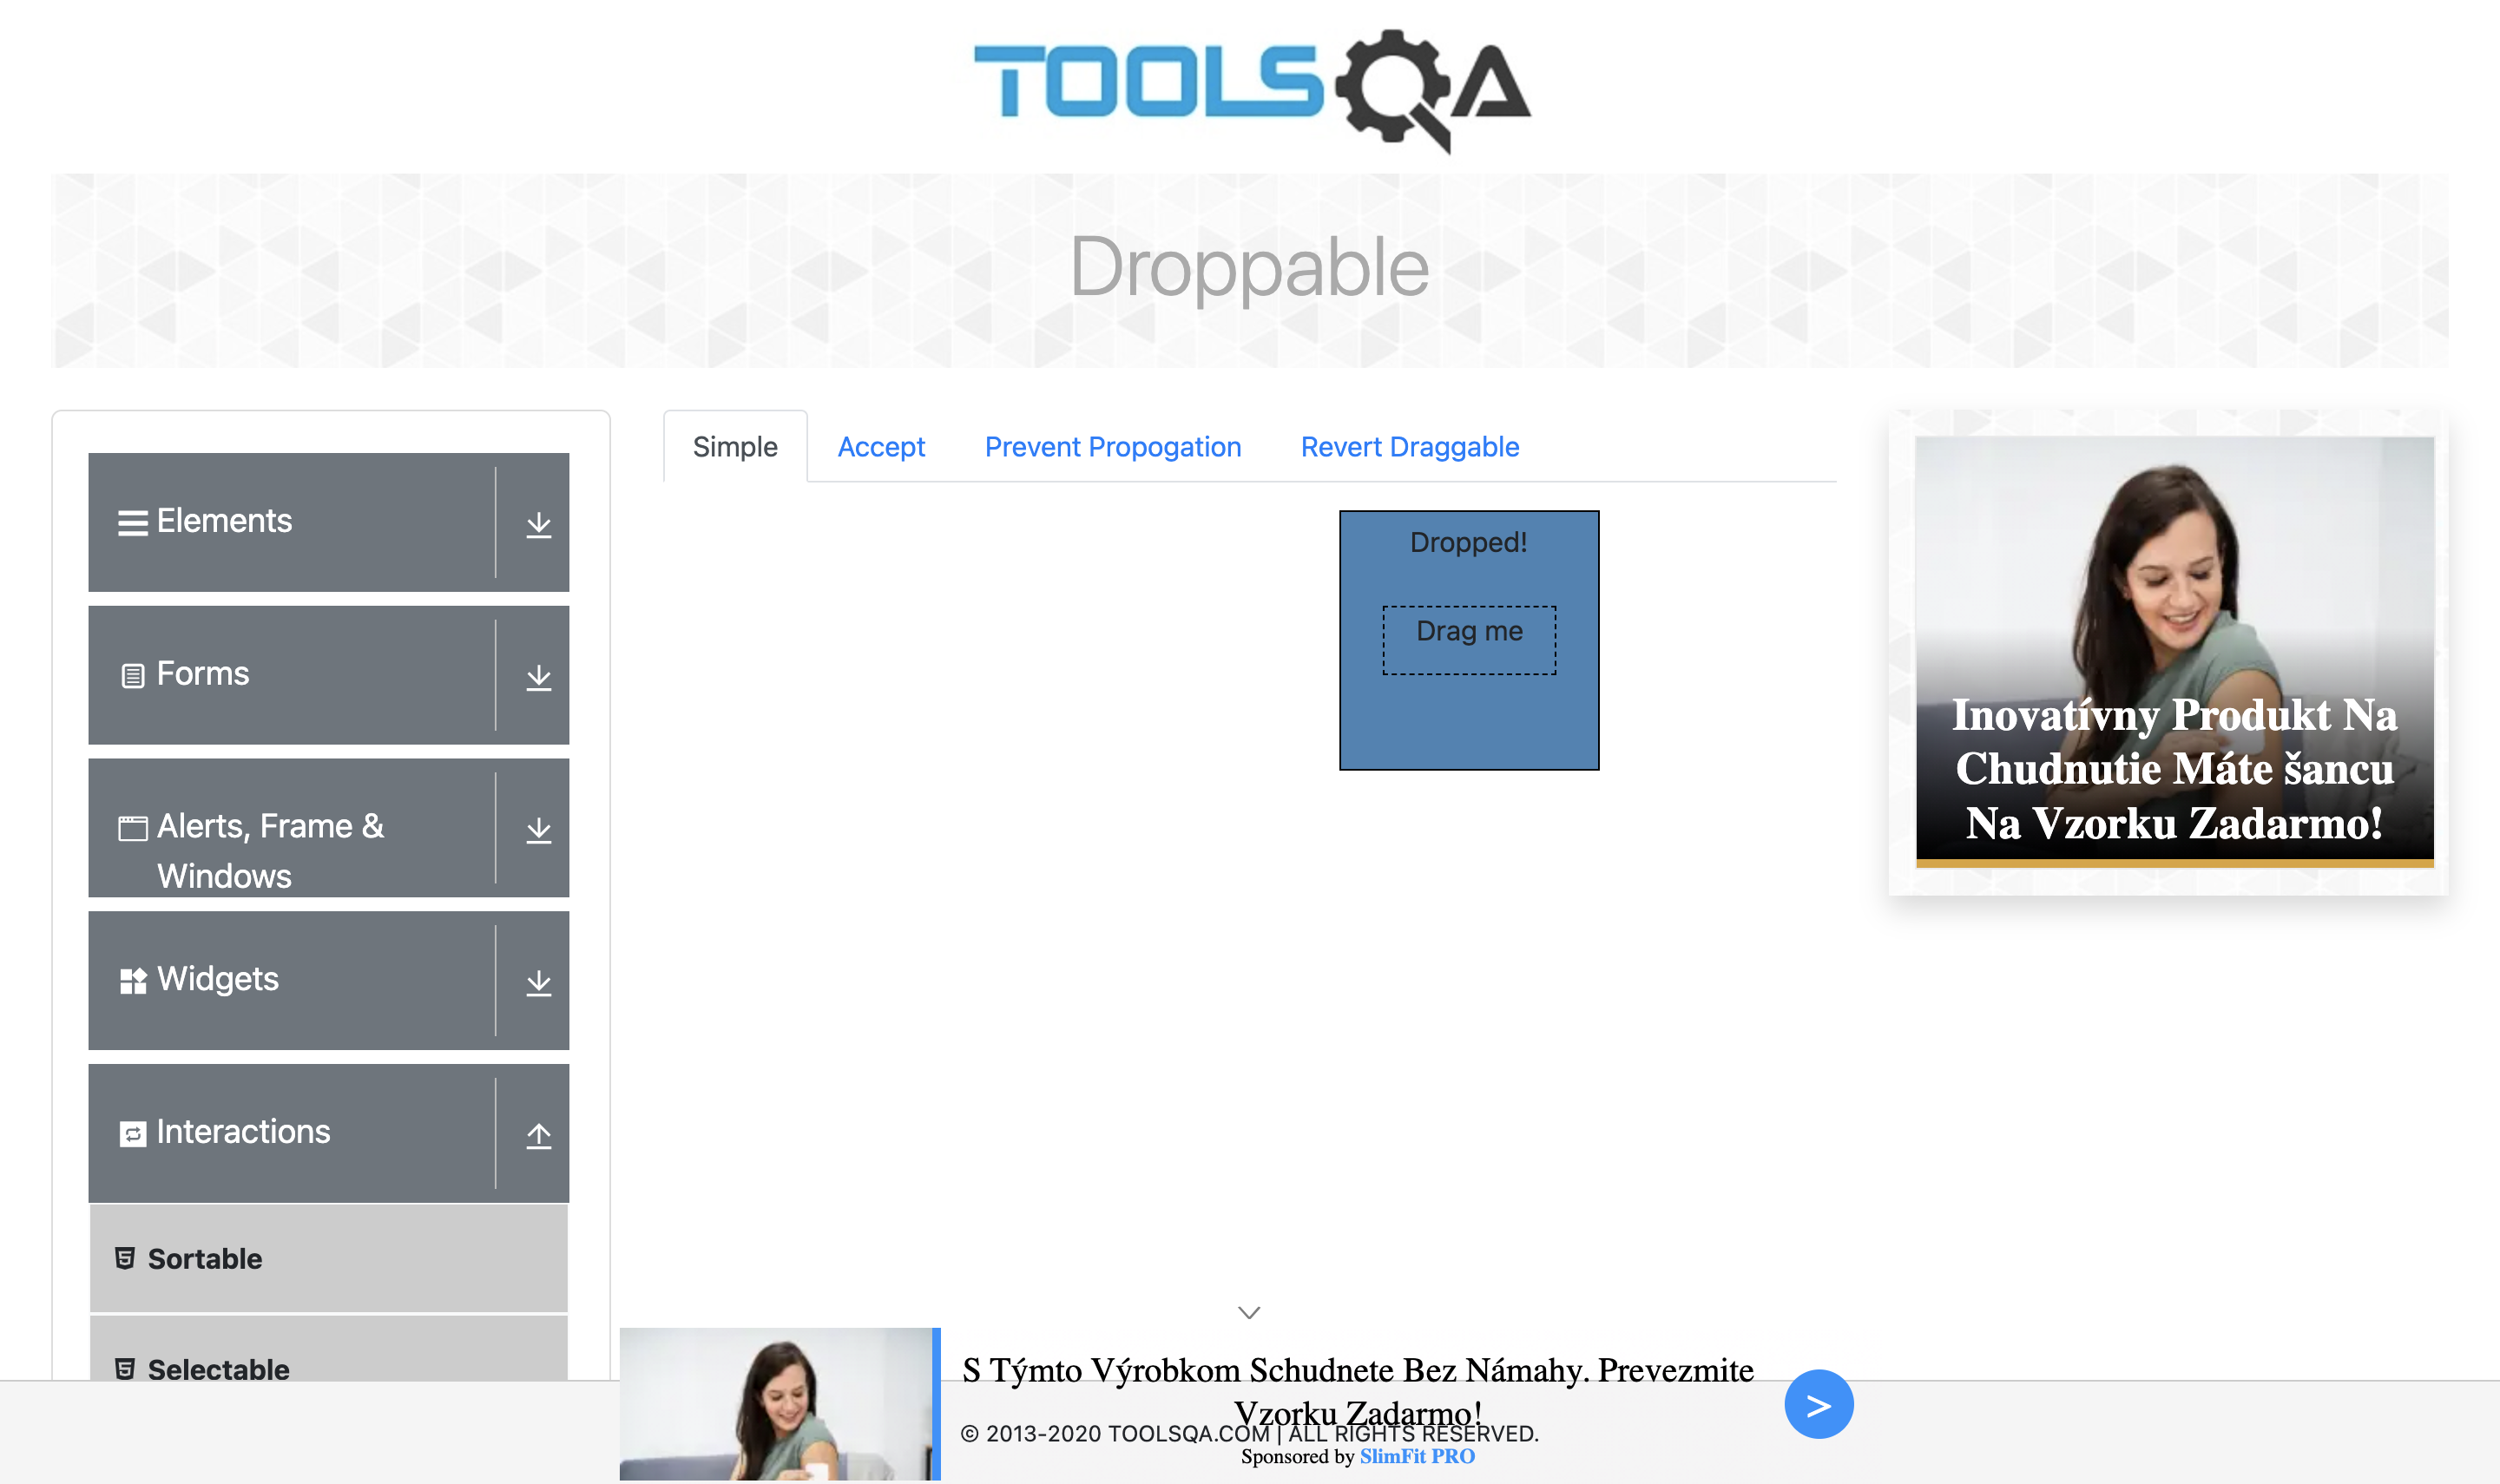 TOOLSQA
Droppable
Elements
Forms
Alerts, Frame &
Windows
Widgets
Interactions
Sortable
Selectable
Simple
Accept
Prevent Propogation
Revert Draggable
Dropped!
Drag me
Inovatívny Produkt Na
Chudnutie Máte šancu
Na Vzorku Zadarmo!
S Týmto Výrobkom Schudnete Bez Námahy. Prevezmite
Vzorku Zadarmo!
>
© 2013-2020 TOOLSQA.COM | ALL RIGHTS RESERVED.
Sponsored by SlimFit PRO